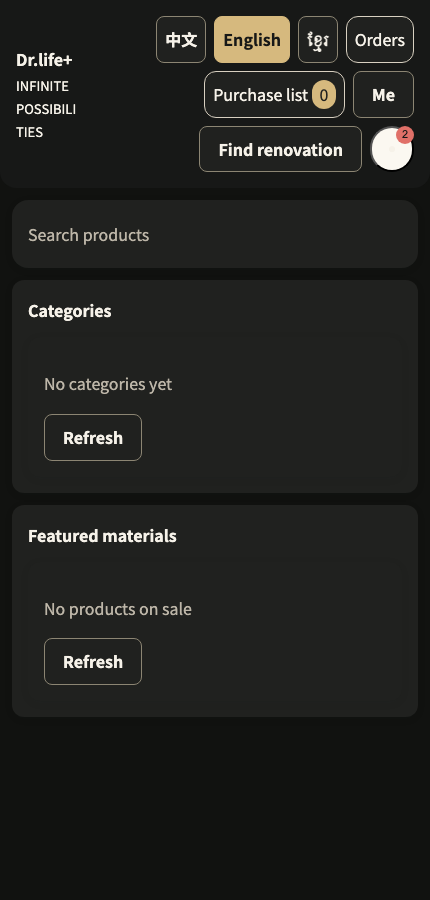 Dr.life+
INFINITE
POSSIBILI
TIES
中文
English
ខ្មែរ
Orders
Purchase list 0
Me
Find renovation
2
Search products
Categories
No categories yet
Refresh
Featured materials
No products on sale
Refresh